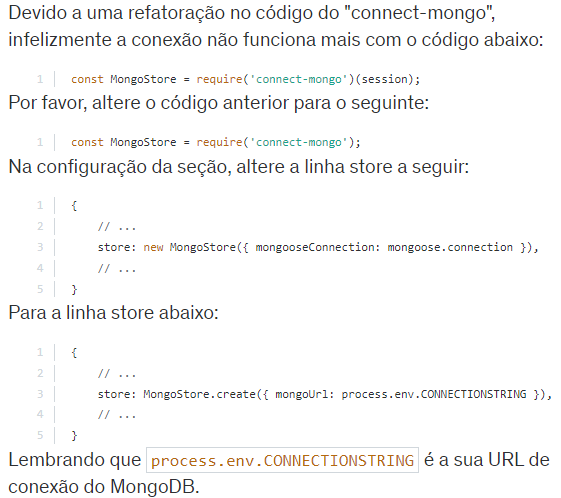 Devido a uma refatoração no código do "connect-mongo",
infelizmente a conexão não funciona mais com o código abaixo:
1 const MongoStore = require('connect-mongo')(session);
Por favor, altere o código anterior para o seguinte:
1 const MongoStore = require('connect-mongo');
Na configuração da seção, altere a linha store a seguir:
1 {
2 // ...
3 store: new MongoStore({ mongooseConnection: mongoose.connection }),
4 // ...
5 }
Para a linha store abaixo:
1 {
2 // ...
3 store: MongoStore.create({ mongoUrl: process.env.CONNECTIONSTRING }),
4 // ...
5 }
Lembrando que process.env.CONNECTIONSTRING é a sua URL de
conexão do MongoDB.